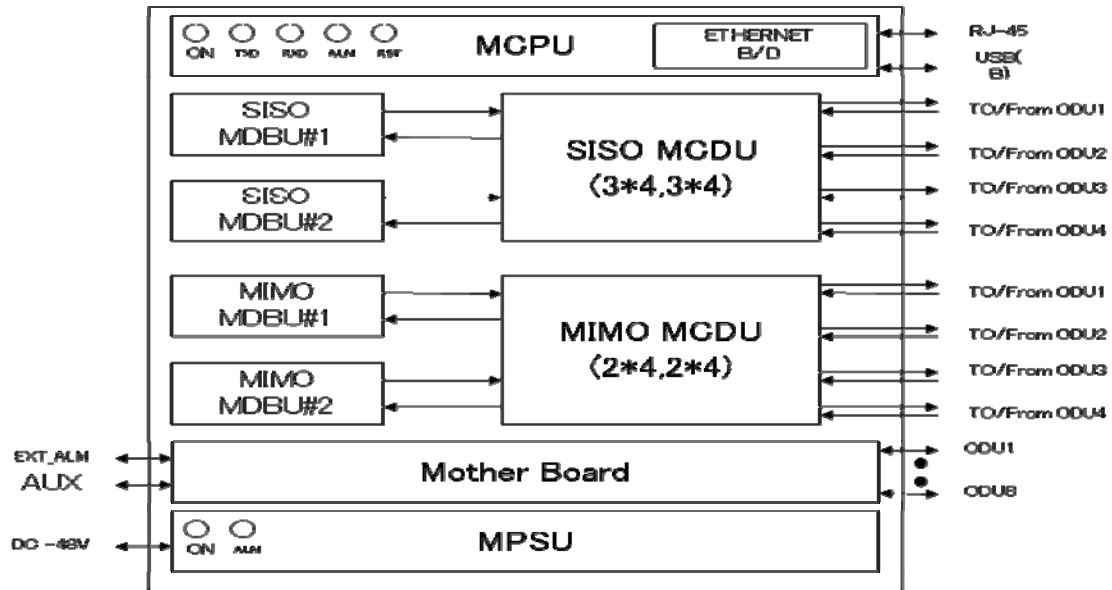 ON TXD RXD ALM RST
MCPU
ETHERNET
B/D
RJ-45
USB(
B)
SISO
MDBU#1
SISO
MDBU#2
SISO MCDU
(3*4,3*4)
TO/From ODU1
TO/From ODU2
TO/From ODU3
TO/From ODU4
MIMO
MDBU#1
MIMO
MDBU#2
MIMO MCDU
(2*4,2*4)
TO/From ODU1
TO/From ODU2
TO/From ODU3
TO/From ODU4
EXT_ALM
AUX
Mother Board
ODU1
ODU8
DC -48V
ON ALM
MPSU